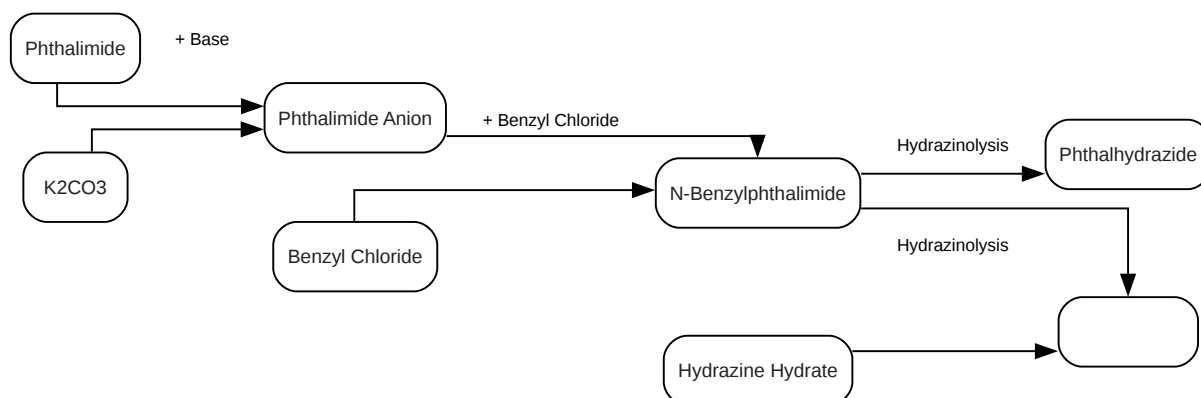 Phthalimide
+ Base
Phthalimide Anion
+ Benzyl Chloride
K2CO3
Benzyl Chloride
N-Benzylphthalimide
Hydrazinolysis
Phthalhydrazide
Hydrazinolysis
Hydrazine Hydrate